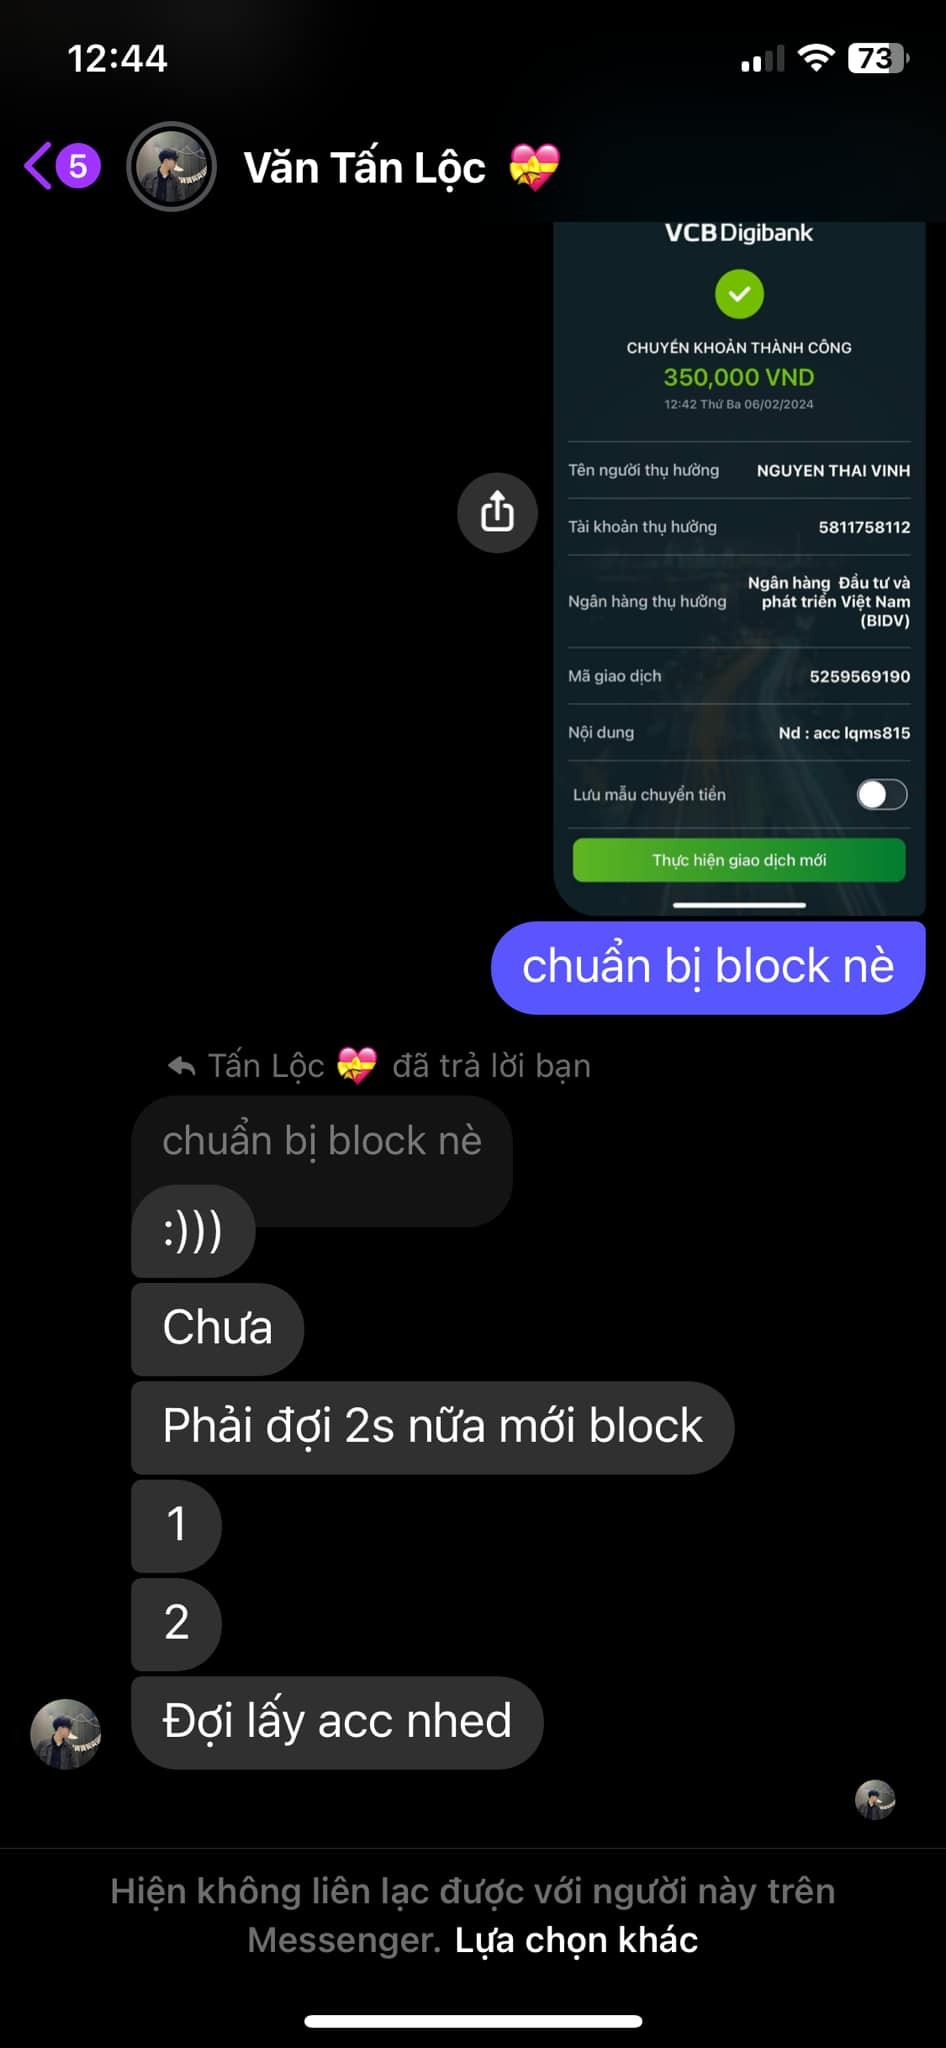 12:44
73
5
Văn Tấn Lộc 💝
VCB Digibank
CHUYỂN KHOẢN THÀNH CÔNG
350,000 VND
12:42 Thứ Ba 06/02/2024
Tên người thụ hưởng NGUYEN THAI VINH
Tài khoản thụ hưởng 5811758112
Ngân hàng thụ hưởng Ngân hàng Đầu tư và
phát triển Việt Nam
(BIDV)
Mã giao dịch 5259569190
Nội dung Nd : acc lqms815
Lưu mẫu chuyển tiền
Thực hiện giao dịch mới
chuẩn bị block nè
Tấn Lộc 💝 đã trả lời bạn
chuẩn bị block nè
:)))
Chưa
Phải đợi 2s nữa mới block
1
2
Đợi lấy acc nhed
Hiện không liên lạc được với người này trên
Messenger. Lựa chọn khác